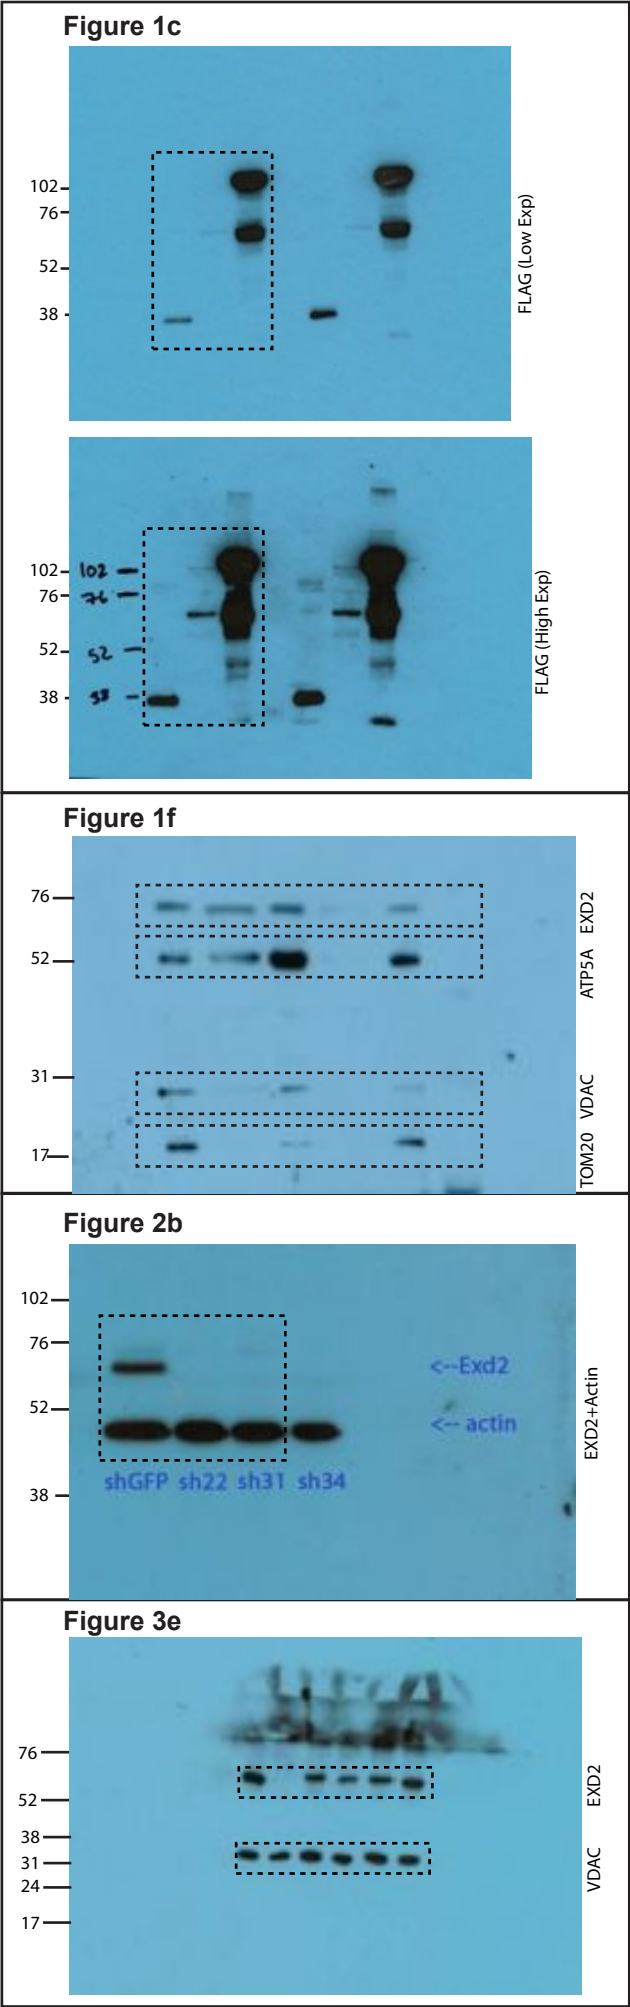 Figure 1c
102
76
52
38
FLAG (Low Exp)
102 102
76 76
52 52
38 38
FLAG (High Exp)
Figure 1f
76
52
31
17
EXD2
ATP5A
VDAC
TOM20
Figure 2b
102
76
52
38
<--Exd2
<-- actin
shGFP sh22 sh31 sh34
EXD2+Actin
Figure 3e
76
52
38
31
24
17
EXD2
VDAC